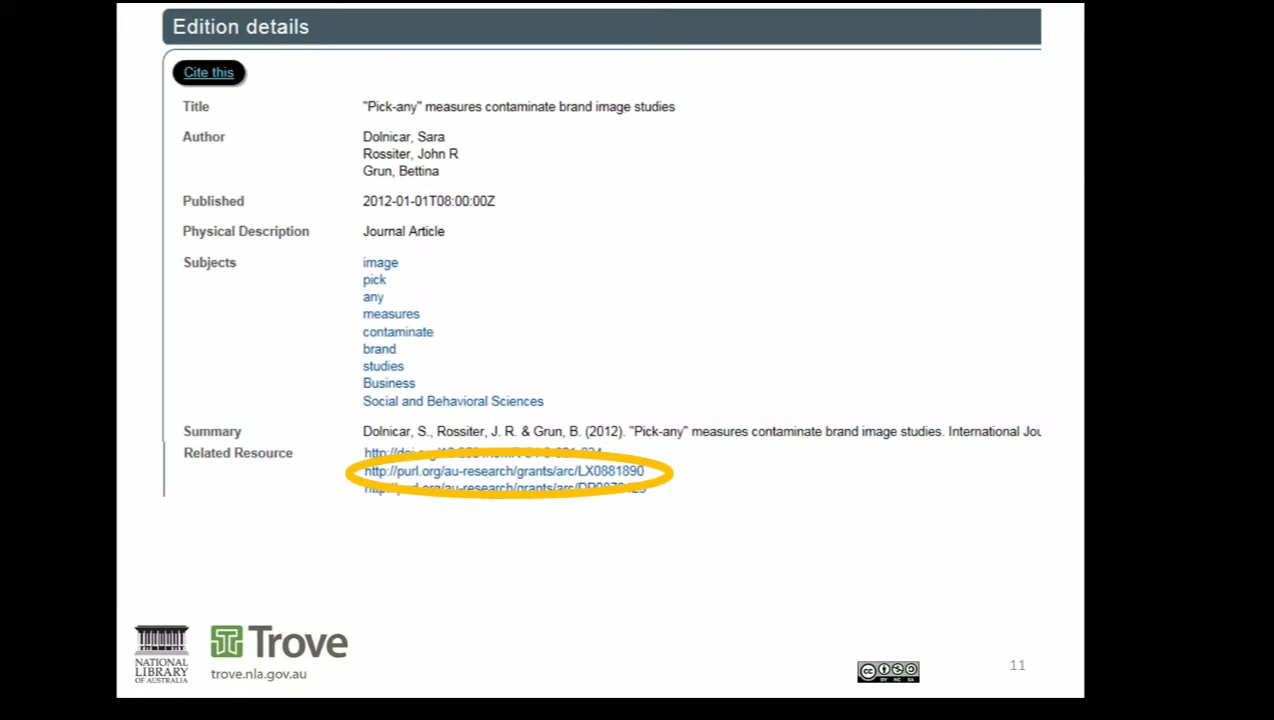 Edition details
Cite this
Title "Pick-any" measures contaminate brand image studies
Author Dolnicar, Sara
Rossiter, John R
Grun, Bettina
Published 2012-01-01T08:00:00Z
Physical Description Journal Article
Subjects image
pick
any
measures
contaminate
brand
studies
Business
Social and Behavioral Sciences
Summary Dolnicar, S., Rossiter, J. R. & Grun, B. (2012). "Pick-any" measures contaminate brand image studies. International Jou
Related Resource
http://purl.org/au-research/grants/arc/LX0881890
NATIONAL
LIBRARY
OF AUSTRALIA
Trove
trove.nla.gov.au
cc
BY NC SA
11